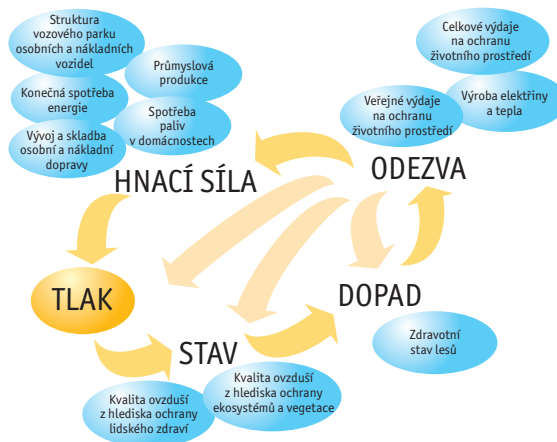 Struktura
vozového parku
osobních a nákladních
vozidel
Průmyslová
produkce
Konečná spotřeba
energie
Spotřeba
paliv
v domácnostech
Vývoj a skladba
osobní a nákladní
dopravy
Celkové výdaje
na ochranu
životního prostředí
Výroba elektřiny
a tepla
Veřejné výdaje
na ochranu
životního prostředí
HNACÍ SÍLA
ODEZVA
TLAK
DOPAD
STAV
Zdravotní
stav lesů
Kvalita ovzduší
z hlediska ochrany
lidského zdraví
Kvalita ovzduší
z hlediska ochrany
ekosystémů a vegetace